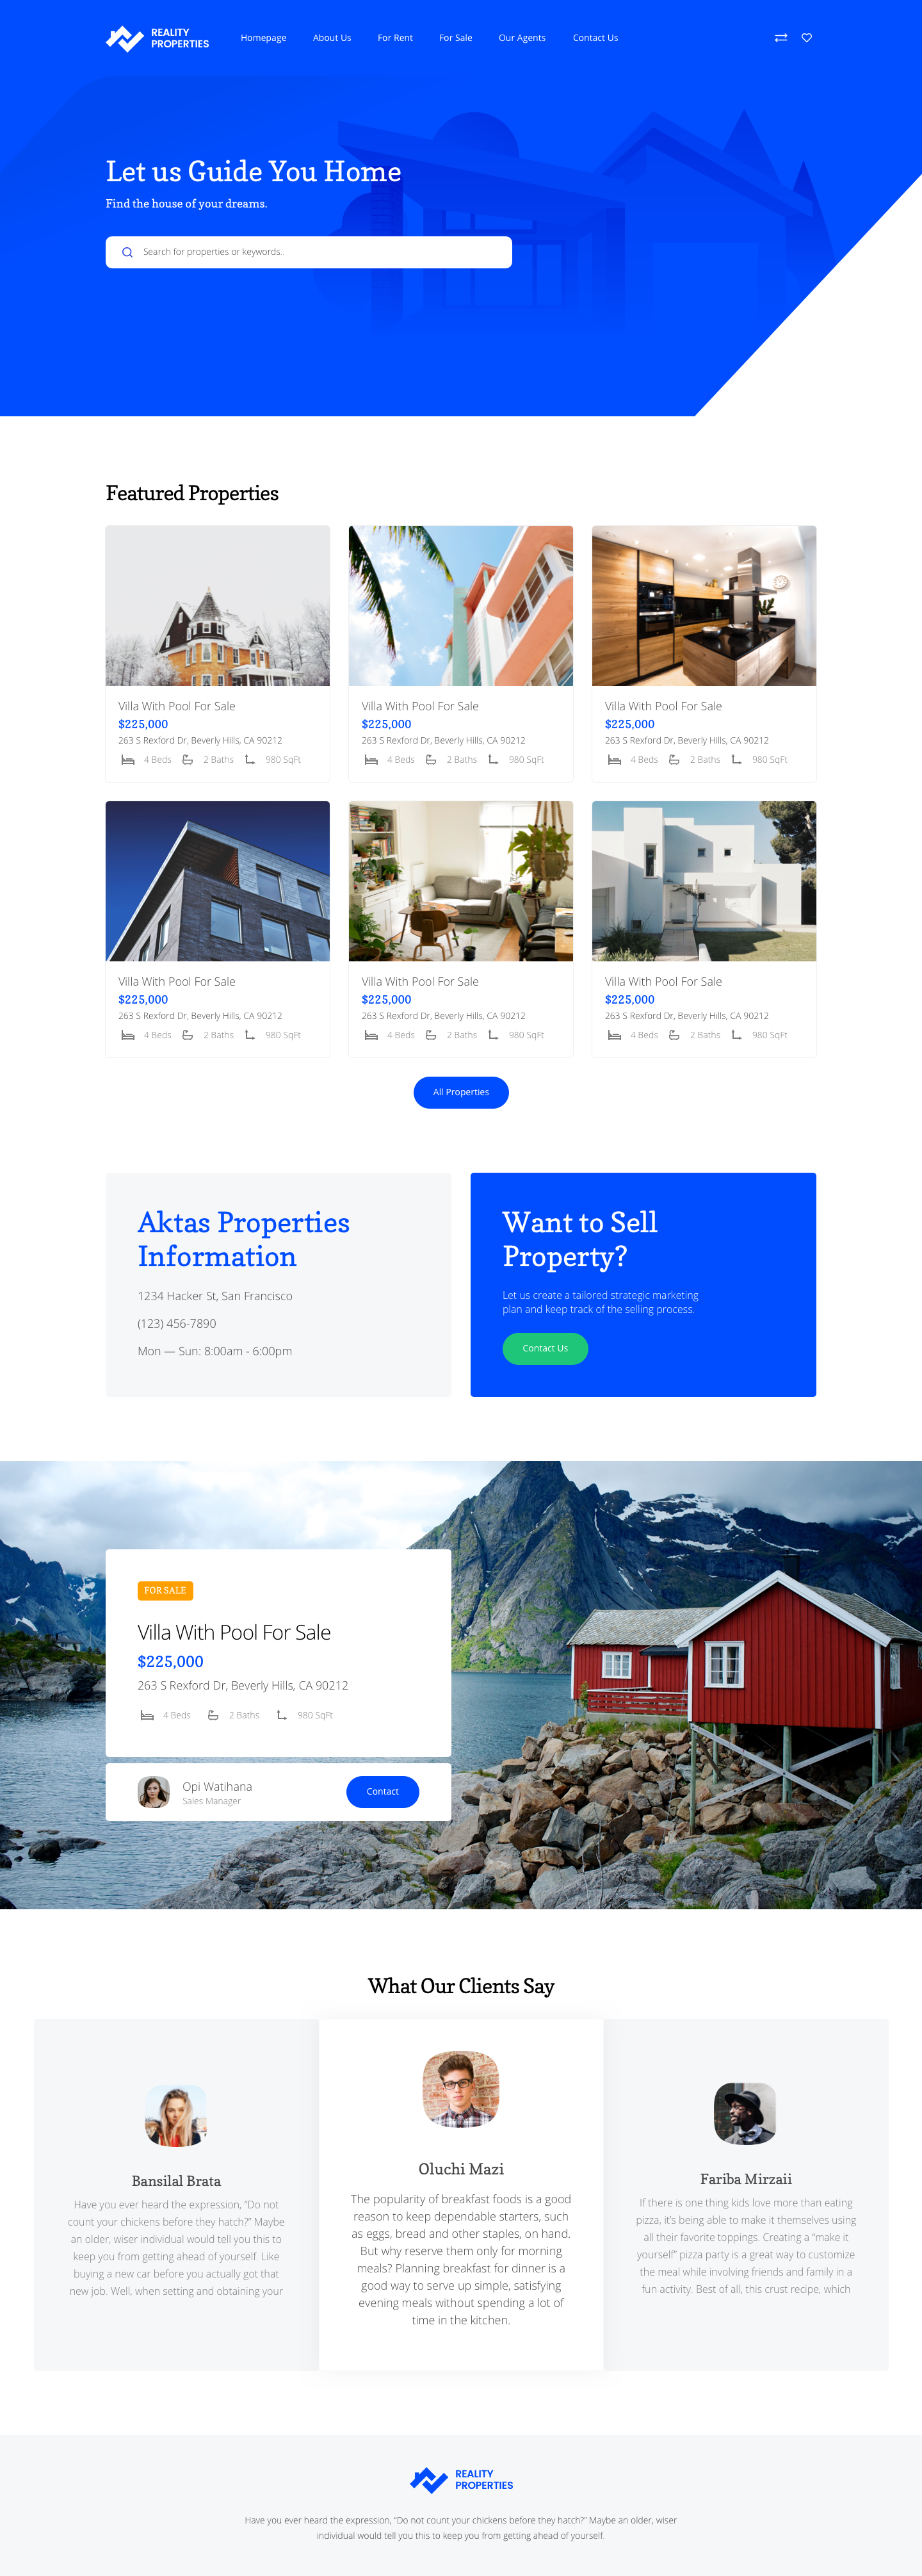 REALITY
PROPERTIES
Homepage About Us For Rent For Sale Our Agents Contact Us
Let us Guide You Home
Find the house of your dreams.
Search for properties or keywords..
Featured Properties
Villa With Pool For Sale
$225,000
263 S Rexford Dr, Beverly Hills, CA 90212
4 Beds 2 Baths 980 SqFt
Villa With Pool For Sale
$225,000
263 S Rexford Dr, Beverly Hills, CA 90212
4 Beds 2 Baths 980 SqFt
Villa With Pool For Sale
$225,000
263 S Rexford Dr, Beverly Hills, CA 90212
4 Beds 2 Baths 980 SqFt
Villa With Pool For Sale
$225,000
263 S Rexford Dr, Beverly Hills, CA 90212
4 Beds 2 Baths 980 SqFt
Villa With Pool For Sale
$225,000
263 S Rexford Dr, Beverly Hills, CA 90212
4 Beds 2 Baths 980 SqFt
Villa With Pool For Sale
$225,000
263 S Rexford Dr, Beverly Hills, CA 90212
4 Beds 2 Baths 980 SqFt
All Properties
Aktas Properties
Information
1234 Hacker St, San Francisco
(123) 456-7890
Mon — Sun: 8:00am - 6:00pm
Want to Sell
Property?
Let us create a tailored strategic marketing
plan and keep track of the selling process.
Contact Us
FOR SALE
Villa With Pool For Sale
$225,000
263 S Rexford Dr, Beverly Hills, CA 90212
4 Beds 2 Baths 980 SqFt
Opi Watihana
Sales Manager
Contact
What Our Clients Say
Bansilal Brata
Have you ever heard the expression, “Do not
count your chickens before they hatch?” Maybe
an older, wiser individual would tell you this to
keep you from getting ahead of yourself. Like
buying a new car before you actually got that
new job. Well, when setting and obtaining your
Oluchi Mazi
The popularity of breakfast foods is a good
reason to keep dependable starters, such
as eggs, bread and other staples, on hand.
But why reserve them only for morning
meals? Planning breakfast for dinner is a
good way to serve up simple, satisfying
evening meals without spending a lot of
time in the kitchen.
Fariba Mirzaii
If there is one thing kids love more than eating
pizza, it’s being able to make it themselves using
all their favorite toppings. Creating a “make it
yourself” pizza party is a great way to customize
the meal while involving friends and family in a
fun activity. Best of all, this crust recipe, which
REALITY
PROPERTIES
Have you ever heard the expression, “Do not count your chickens before they hatch?” Maybe an older, wiser
individual would tell you this to keep you from getting ahead of yourself.